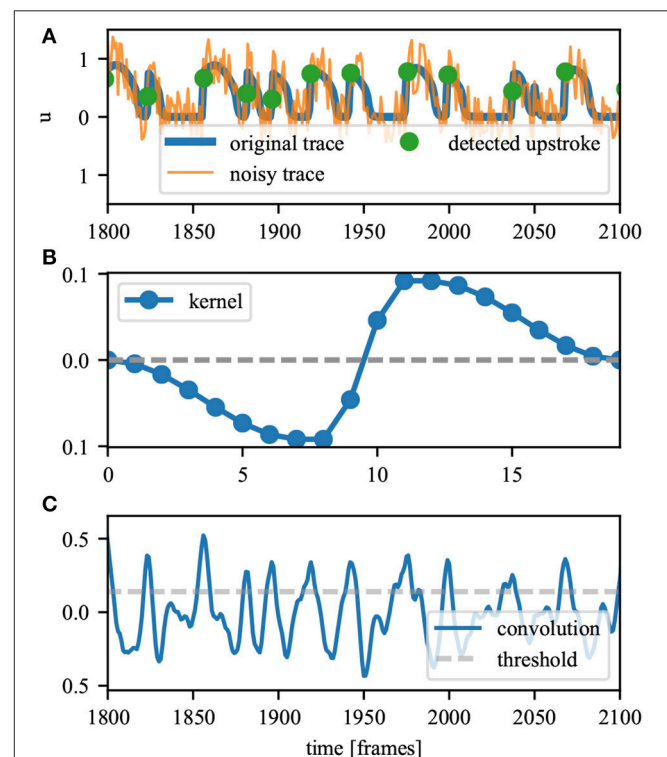 A
1
0
1
u
original trace
detected upstroke
noisy trace
1800 1850 1900 1950 2000 2050 2100
B
0.1
kernel
0.0
0.1
0 5 10 15
C
0.5
0.0
convolution
threshold
0.5
1800 1850 1900 1950 2000 2050 2100
time [frames]